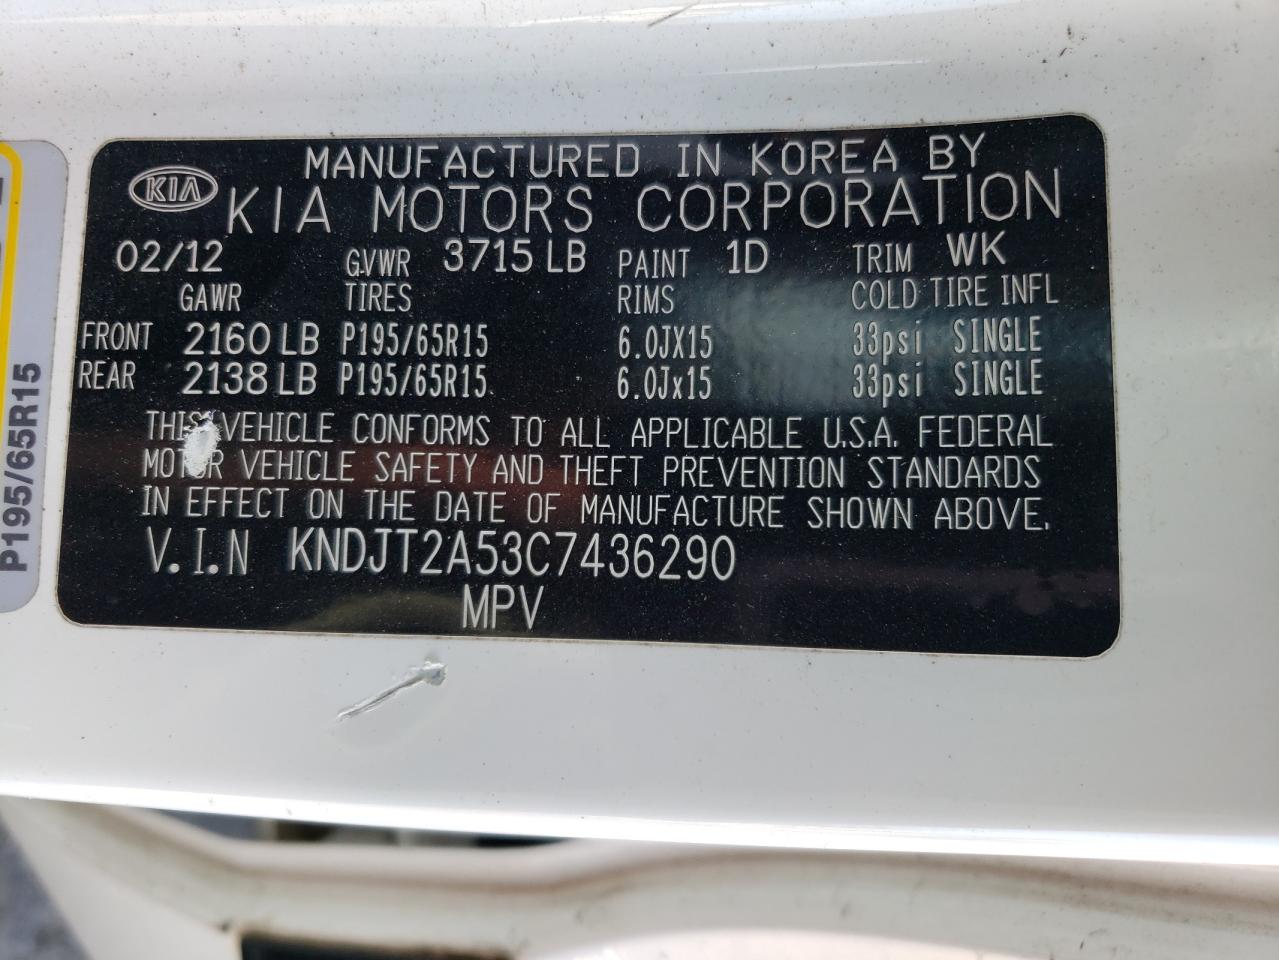 MANUFACTURED IN KOREA BY
KIA KIA MOTORS CORPORATION
02/12 G.VWR 3715 LB PAINT 1D TRIM WK
GAWR TIRES RIMS COLD TIRE INFL
FRONT 2160 LB P195/65R15 6.0JX15 33psi SINGLE
REAR 2138 LB P195/65R15 6.0Jx15 33psi SINGLE
THIS VEHICLE CONFORMS TO ALL APPLICABLE U.S.A. FEDERAL
MOTOR VEHICLE SAFETY AND THEFT PREVENTION STANDARDS
IN EFFECT ON THE DATE OF MANUFACTURE SHOWN ABOVE.
V.I.N KNDJT2A53C7436290
MPV
P195/65R15